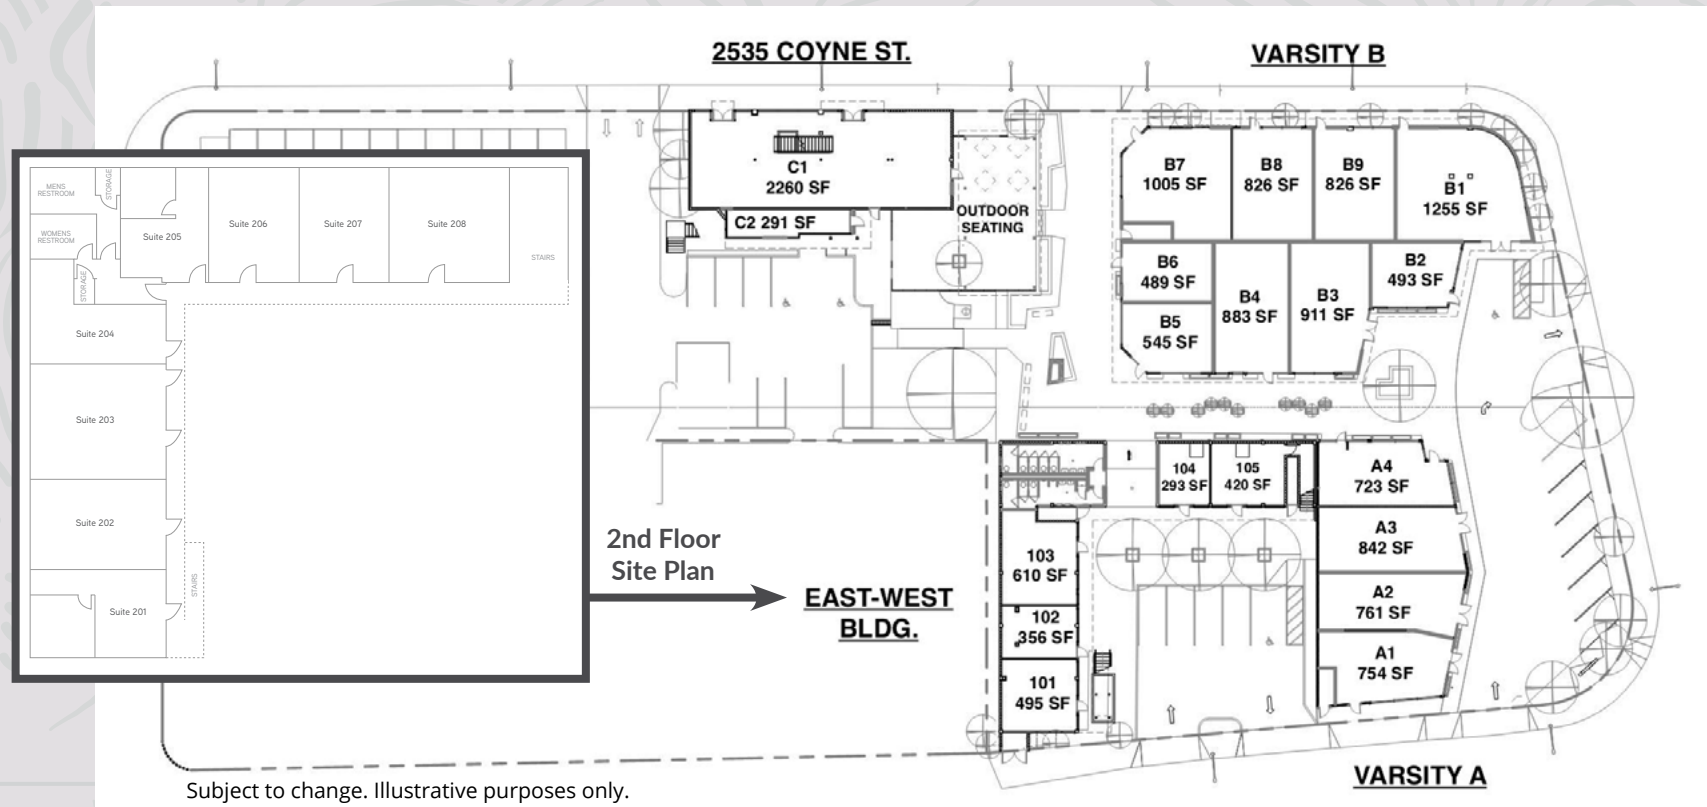 2535 COYNE ST.
VARSITY B
MENS
RESTROOM
STORAGE
WOMENS
RESTROOM
STORAGE
Suite 205
Suite 206
Suite 207
Suite 208
STAIRS
Suite 204
Suite 203
Suite 202
Suite 201
STAIRS
C1
2260 SF
C2 291 SF
OUTDOOR
SEATING
B7
1005 SF
B8
826 SF
B9
826 SF
B1
1255 SF
B6
489 SF
B5
545 SF
B4
883 SF
B3
911 SF
B2
493 SF
2nd Floor
Site Plan
EAST-WEST
BLDG.
104
293 SF
105
420 SF
103
610 SF
102
356 SF
101
495 SF
A4
723 SF
A3
842 SF
A2
761 SF
A1
754 SF
VARSITY A
Subject to change. Illustrative purposes only.